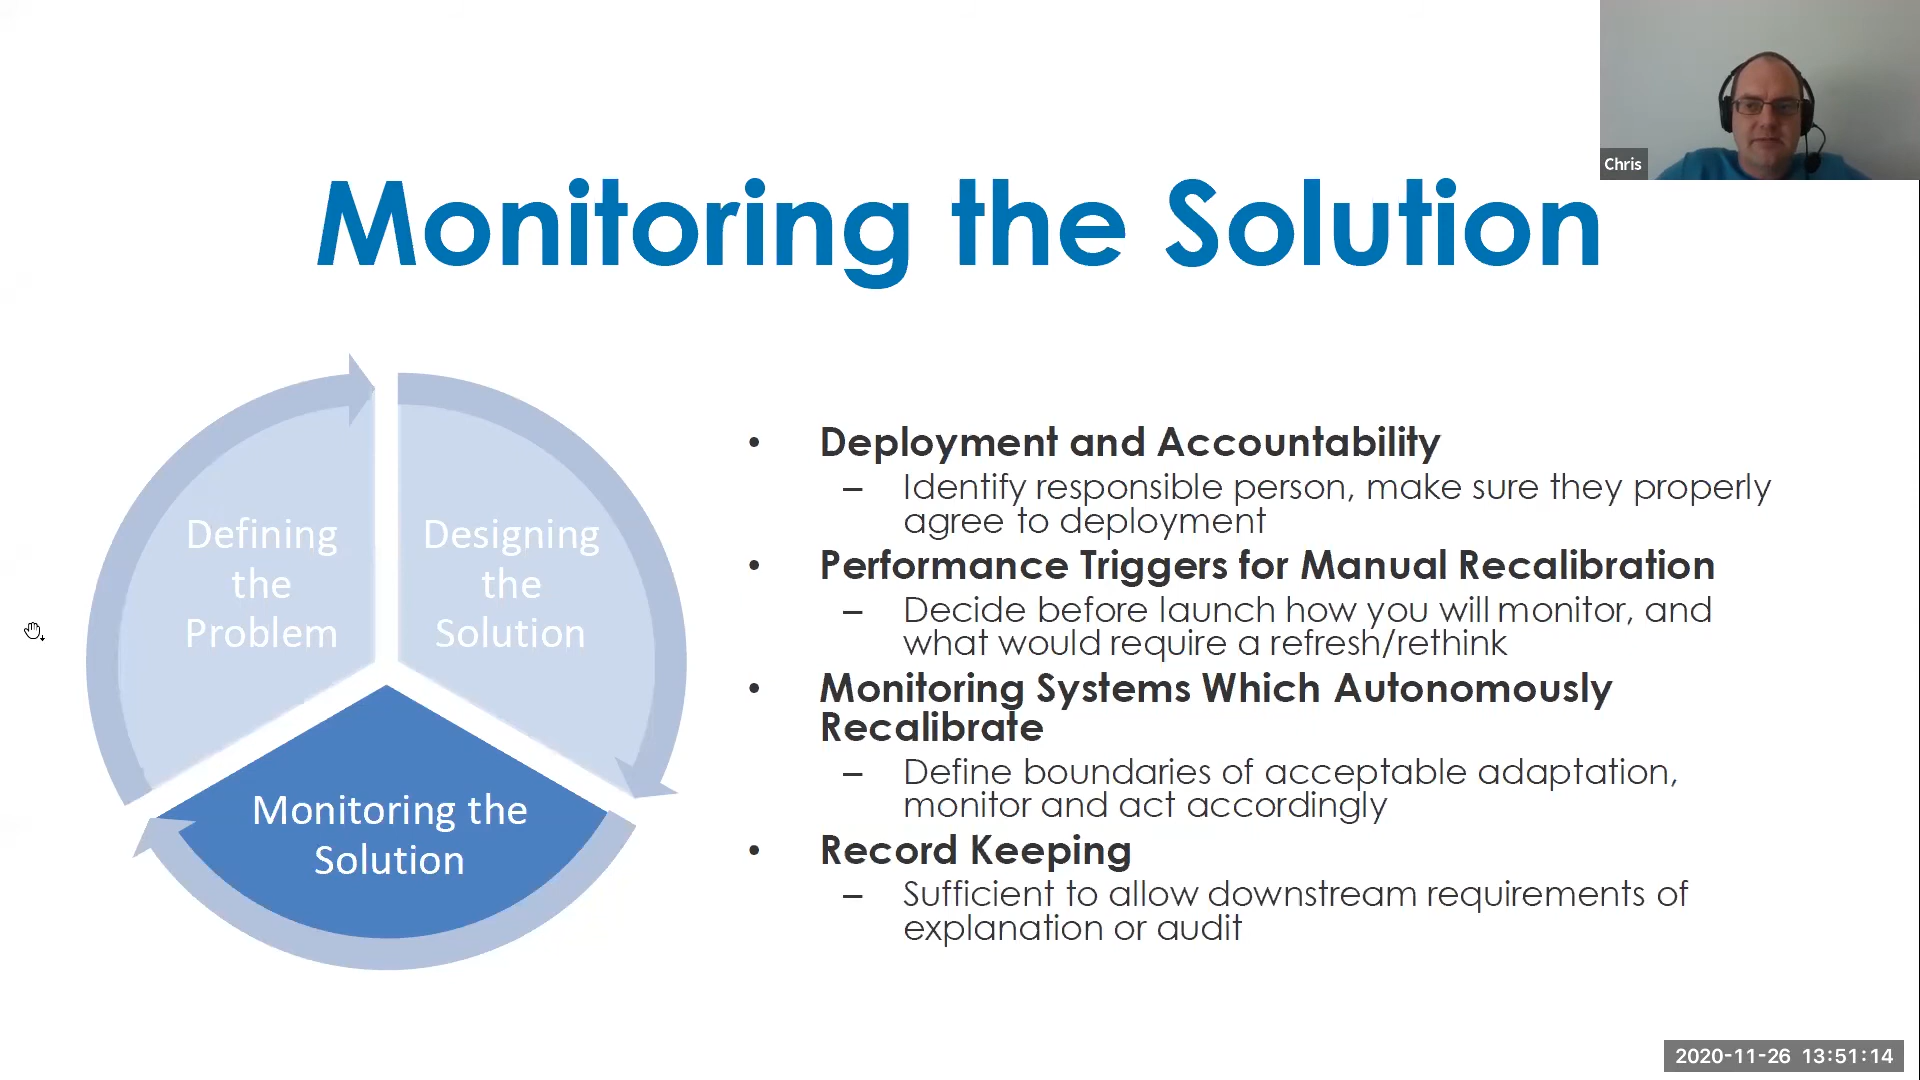 Chris
Monitoring the Solution
Defining
the
Problem
Designing
the
Solution
Monitoring the
Solution
• Deployment and Accountability
– Identify responsible person, make sure they properly
agree to deployment
• Performance Triggers for Manual Recalibration
– Decide before launch how you will monitor, and
what would require a refresh/rethink
• Monitoring Systems Which Autonomously
Recalibrate
– Define boundaries of acceptable adaptation,
monitor and act accordingly
• Record Keeping
– Sufficient to allow downstream requirements of
explanation or audit
2020-11-26 13:51:14